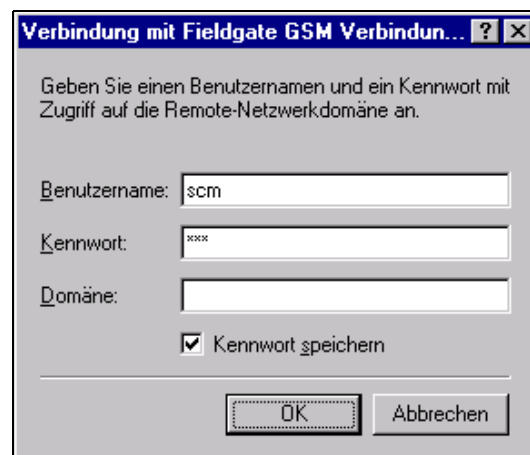 Verbindung mit Fieldgate GSM Verbindun... ?
Geben Sie einen Benutzernamen und ein Kennwort mit
Zugriff auf die Remote-Netzwerkdomäne an.
Benutzername: scm
Kennwort: ***
Domäne:
Kennwort speichern
OK Abbrechen